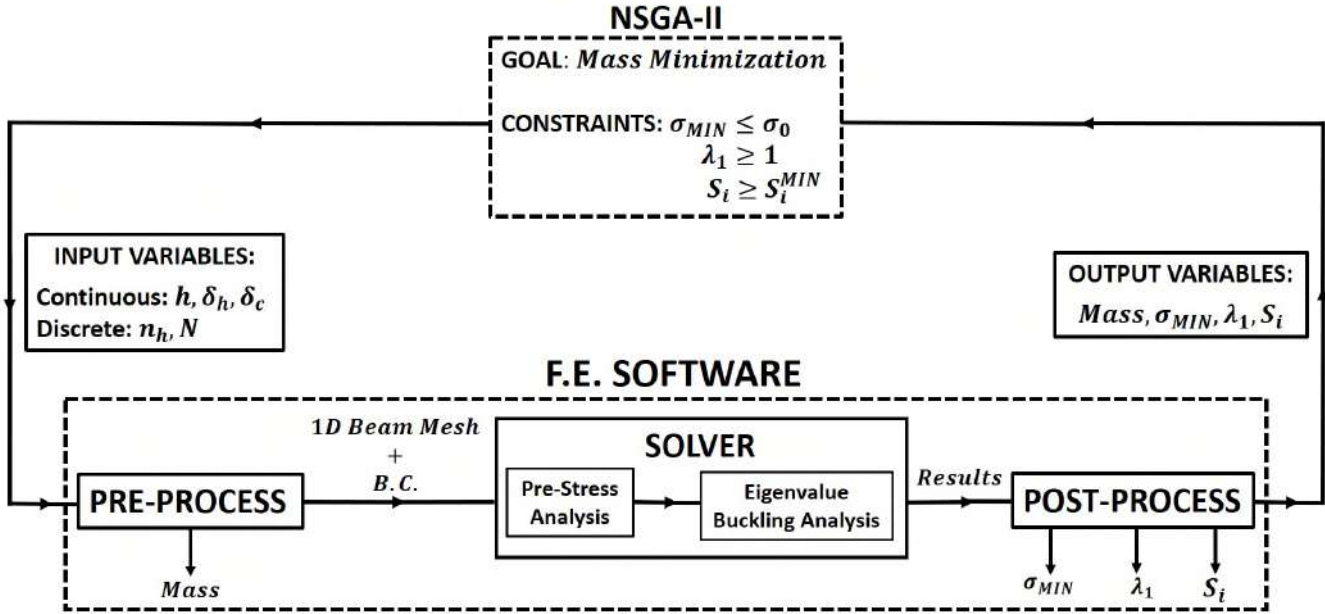 NSGA-II
GOAL: Mass Minimization
CONSTRAINTS: σ_MIN ≤ σ_0
λ_1 ≥ 1
S_i ≥ S_i^MIN
INPUT VARIABLES:
Continuous: h, δ_h, δ_c
Discrete: n_h, N
OUTPUT VARIABLES:
Mass, σ_MIN, λ_1, S_i
F.E. SOFTWARE
PRE-PROCESS
Mass
1D Beam Mesh
+
B.C.
SOLVER
Pre-Stress
Analysis
Eigenvalue
Buckling Analysis
Results
POST-PROCESS
σ_MIN
λ_1
S_i